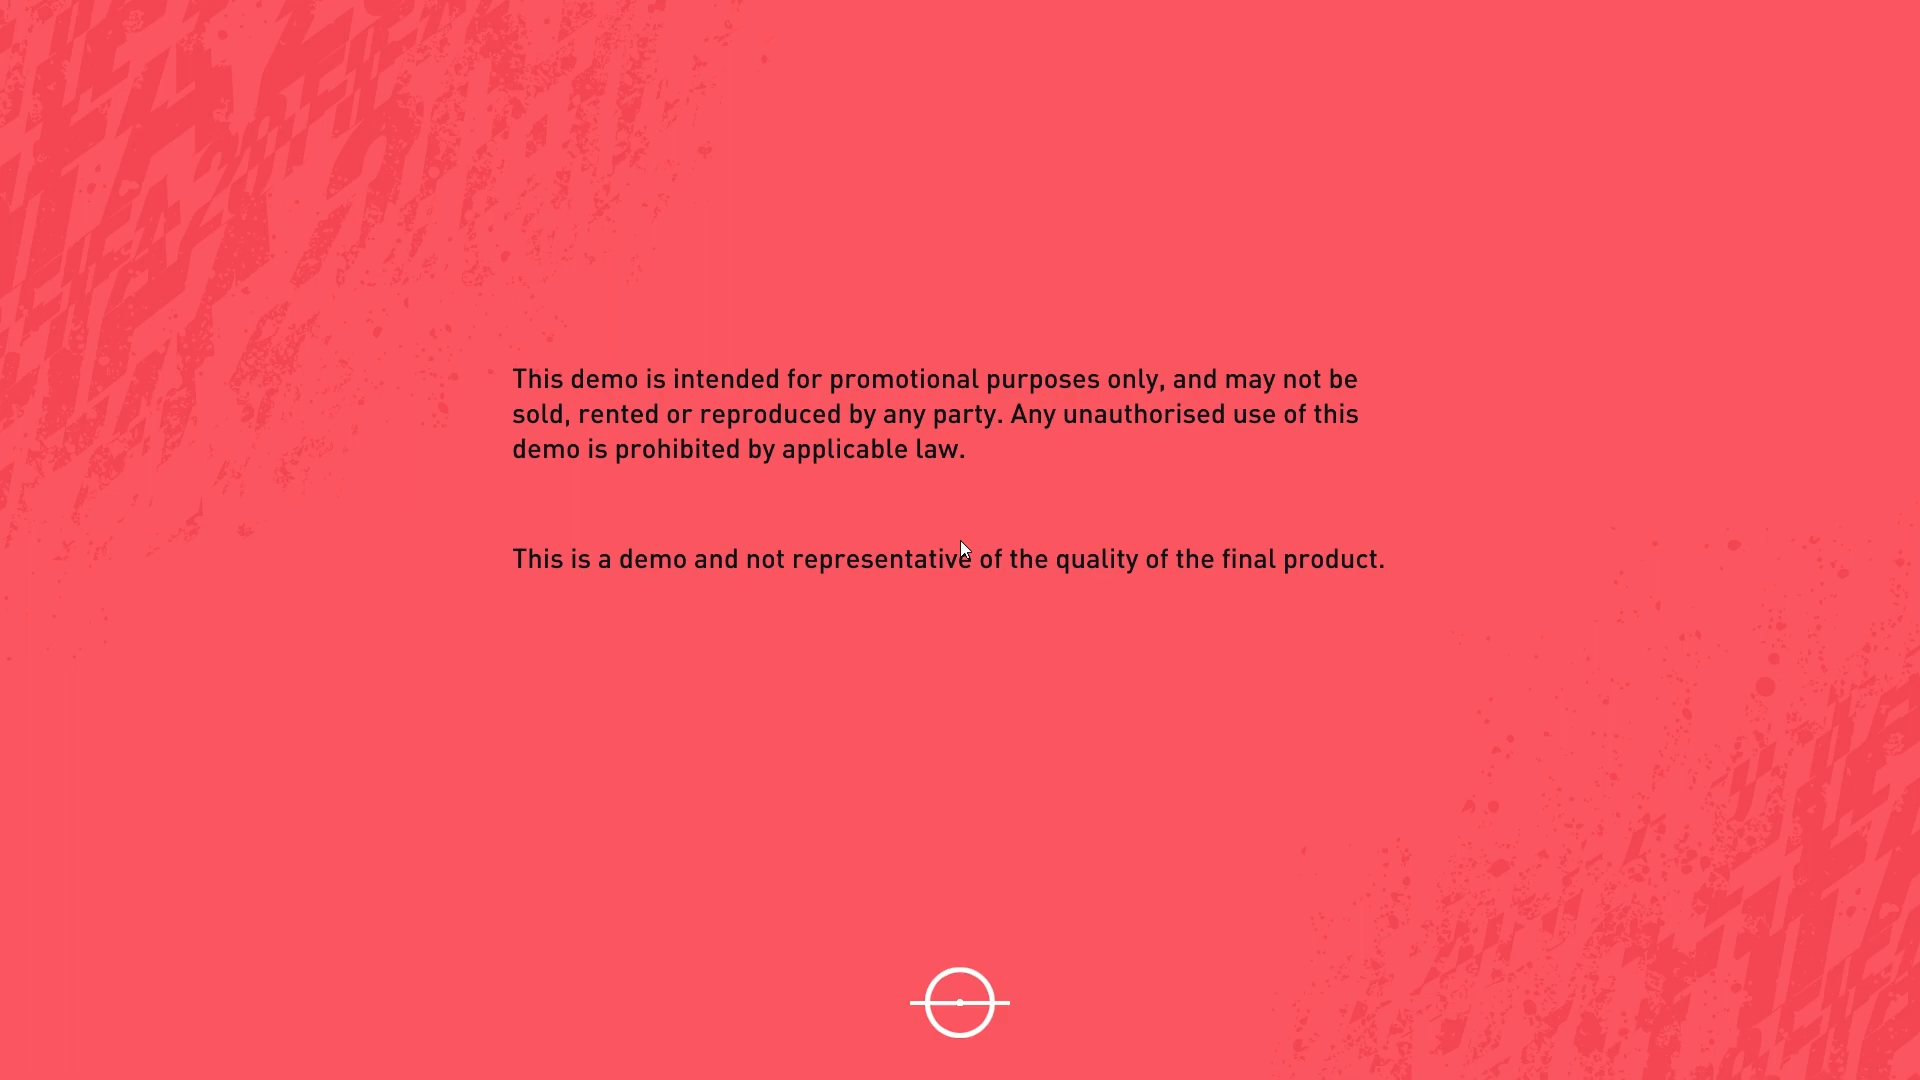 This demo is intended for promotional purposes only, and may not be
sold, rented or reproduced by any party. Any unauthorised use of this
demo is prohibited by applicable law.
This is a demo and not representative of the quality of the final product.